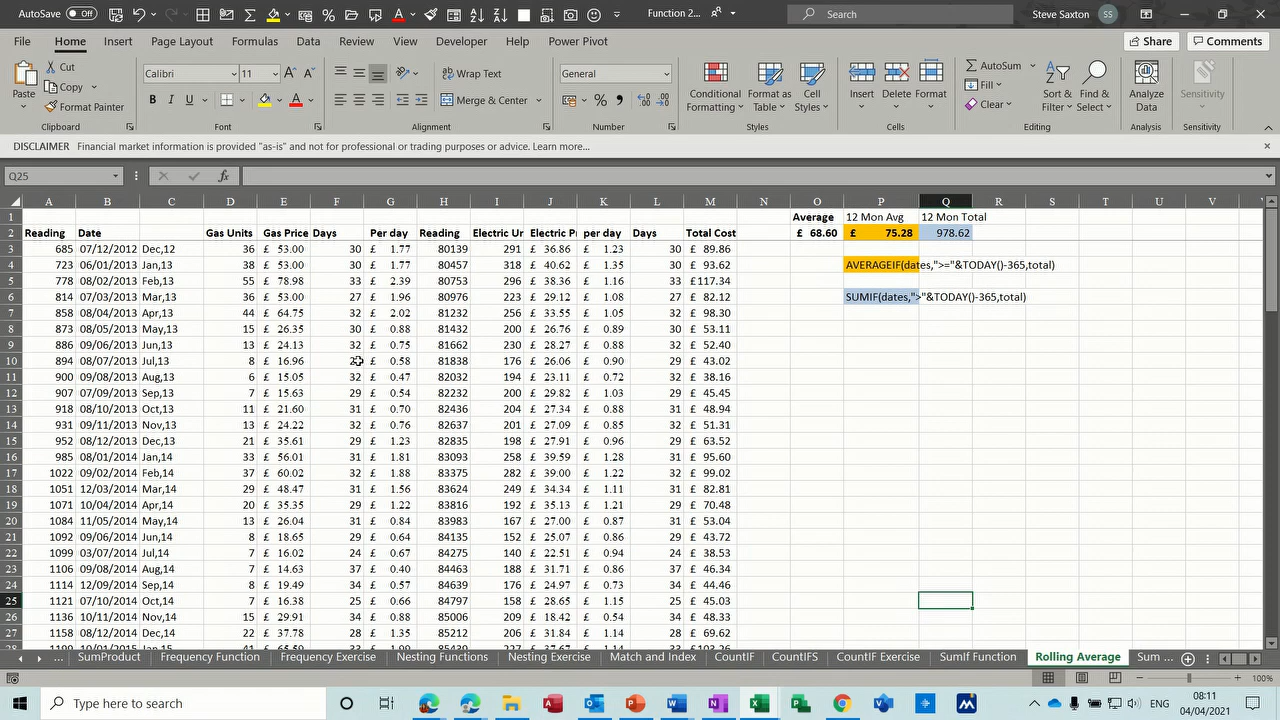 AutoSave Off Function 2... Search Steve Saxton SS
File Home Insert Draw Page Layout Formulas Data Review View Developer Help Power Pivot Share Comments
Cut
Copy
Format Painter
Paste
Calibri 11
B I U
Wrap Text
Merge & Center
General
Conditional Formatting
Format as Table
Cell Styles
Insert Delete Format
AutoSum
Fill
Clear
Sort & Filter
Find & Select
Analyze Data
Sensitivity
Clipboard Font Alignment Number Styles Cells Editing Analysis Sensitivity
DISCLAIMER Financial market information is provided "as-is" and not for professional or trading purposes or advice. Learn more...
Q25 fx
A B C D E F G H I J K L M N O P Q R S T U V
1 Average 12 Mon Avg 12 Mon Total
2 Reading Date Gas Units Gas Price Days Per day Reading Electric Un Electric Pr per day Days Total Cost £ 68.60 £ 75.28 978.62
3 685 07/12/2012 Dec,12 36 £ 53.00 30 £ 1.77 80139 291 £ 36.86 £ 1.23 30 £ 89.86
4 723 06/01/2013 Jan,13 38 £ 53.00 30 £ 1.77 80457 318 £ 40.62 £ 1.35 30 £ 93.62 AVERAGEIF(dates,">="&TODAY()-365,total)
5 778 08/02/2013 Feb,13 55 £ 78.98 33 £ 2.39 80753 296 £ 38.36 £ 1.16 33 £117.34
6 814 07/03/2013 Mar,13 36 £ 53.00 27 £ 1.96 80976 223 £ 29.12 £ 1.08 27 £ 82.12 SUMIF(dates,">"&TODAY()-365,total)
7 858 08/04/2013 Apr,13 44 £ 64.75 32 £ 2.02 81232 256 £ 33.55 £ 1.05 32 £ 98.30
8 873 08/05/2013 May,13 15 £ 26.35 30 £ 0.88 81432 200 £ 26.76 £ 0.89 30 £ 53.11
9 886 09/06/2013 Jun,13 13 £ 24.13 32 £ 0.75 81662 230 £ 28.27 £ 0.88 32 £ 52.40
10 894 08/07/2013 Jul,13 8 £ 16.96 £ 0.58 81838 176 £ 26.06 £ 0.90 29 £ 43.02
11 900 09/08/2013 Aug,13 6 £ 15.05 32 £ 0.47 82032 194 £ 23.11 £ 0.72 32 £ 38.16
12 907 07/09/2013 Sep,13 7 £ 15.63 29 £ 0.54 82232 200 £ 29.82 £ 1.03 29 £ 45.45
13 918 08/10/2013 Oct,13 11 £ 21.60 31 £ 0.70 82436 204 £ 27.34 £ 0.88 31 £ 48.94
14 931 09/11/2013 Nov,13 13 £ 24.22 32 £ 0.76 82637 201 £ 27.09 £ 0.85 32 £ 51.31
15 952 08/12/2013 Dec,13 21 £ 35.61 29 £ 1.23 82835 198 £ 27.91 £ 0.96 29 £ 63.52
16 985 08/01/2014 Jan,14 33 £ 56.01 31 £ 1.81 83093 258 £ 39.59 £ 1.28 31 £ 95.60
17 1022 09/02/2014 Feb,14 37 £ 60.02 32 £ 1.88 83375 282 £ 39.00 £ 1.22 32 £ 99.02
18 1051 12/03/2014 Mar,14 29 £ 48.47 31 £ 1.56 83624 249 £ 34.34 £ 1.11 31 £ 82.81
19 1071 10/04/2014 Apr,14 20 £ 35.35 29 £ 1.22 83816 192 £ 35.13 £ 1.21 29 £ 70.48
20 1084 11/05/2014 May,14 13 £ 26.04 31 £ 0.84 83983 167 £ 27.00 £ 0.87 31 £ 53.04
21 1092 09/06/2014 Jun,14 8 £ 18.65 29 £ 0.64 84135 152 £ 25.07 £ 0.86 29 £ 43.72
22 1099 03/07/2014 Jul,14 7 £ 16.02 24 £ 0.67 84275 140 £ 22.51 £ 0.94 24 £ 38.53
23 1106 09/08/2014 Aug,14 7 £ 14.63 37 £ 0.40 84463 188 £ 31.71 £ 0.86 37 £ 46.34
24 1114 12/09/2014 Sep,14 8 £ 19.49 34 £ 0.57 84639 176 £ 24.97 £ 0.73 34 £ 44.46
25 1121 07/10/2014 Oct,14 7 £ 16.38 25 £ 0.66 84797 158 £ 28.65 £ 1.15 25 £ 45.03
26 1136 10/11/2014 Nov,14 15 £ 29.91 34 £ 0.88 85006 209 £ 18.42 £ 0.54 34 £ 48.33
27 1158 08/12/2014 Dec,14 22 £ 37.78 28 £ 1.35 85212 206 £ 31.84 £ 1.14 28 £ 69.62
... SumProduct Frequency Function Frequency Exercise Nesting Functions Nesting Exercise Match and Index CountIF CountIFS CountIF Exercise SumIf Function Rolling Average Sum ...
100%
Type here to search ENG 08:11
04/04/2021